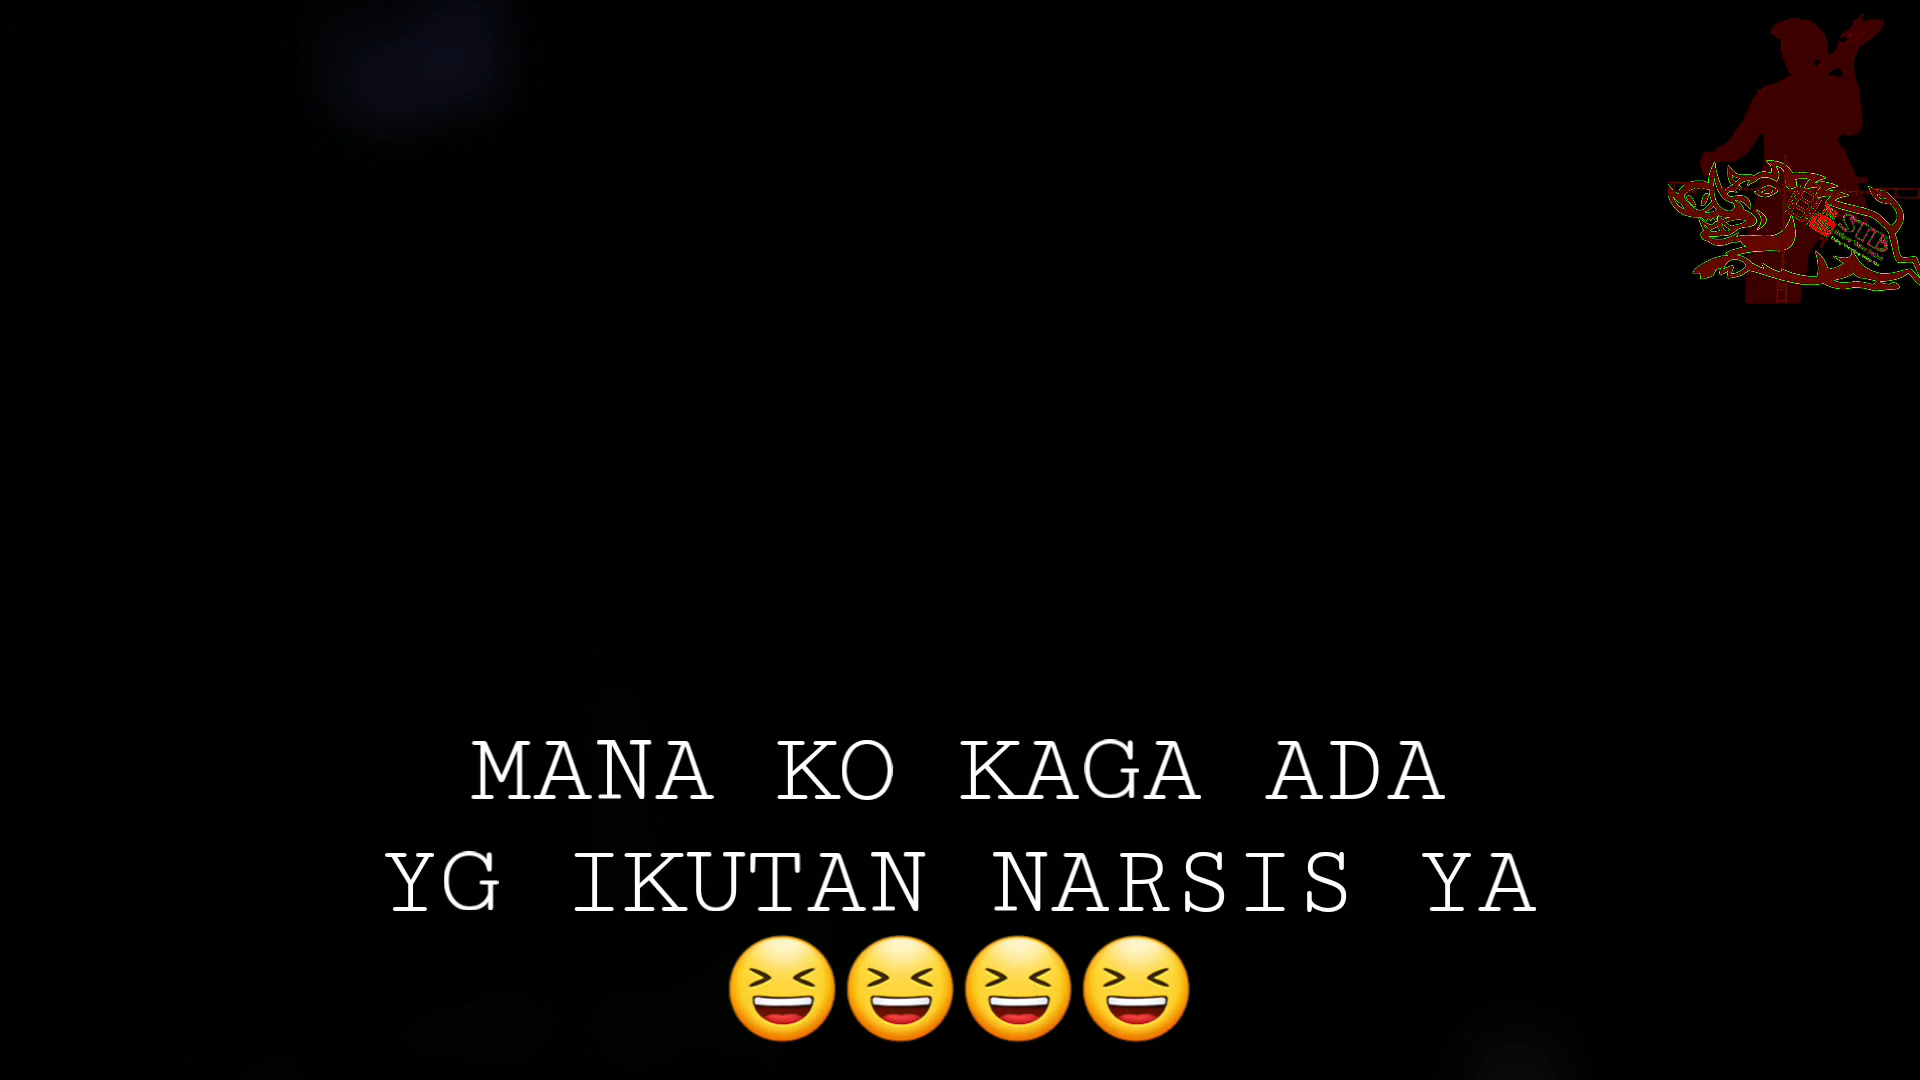 MANA KO KAGA ADA
YG IKUTAN NARSIS YA
😆😆😆😆